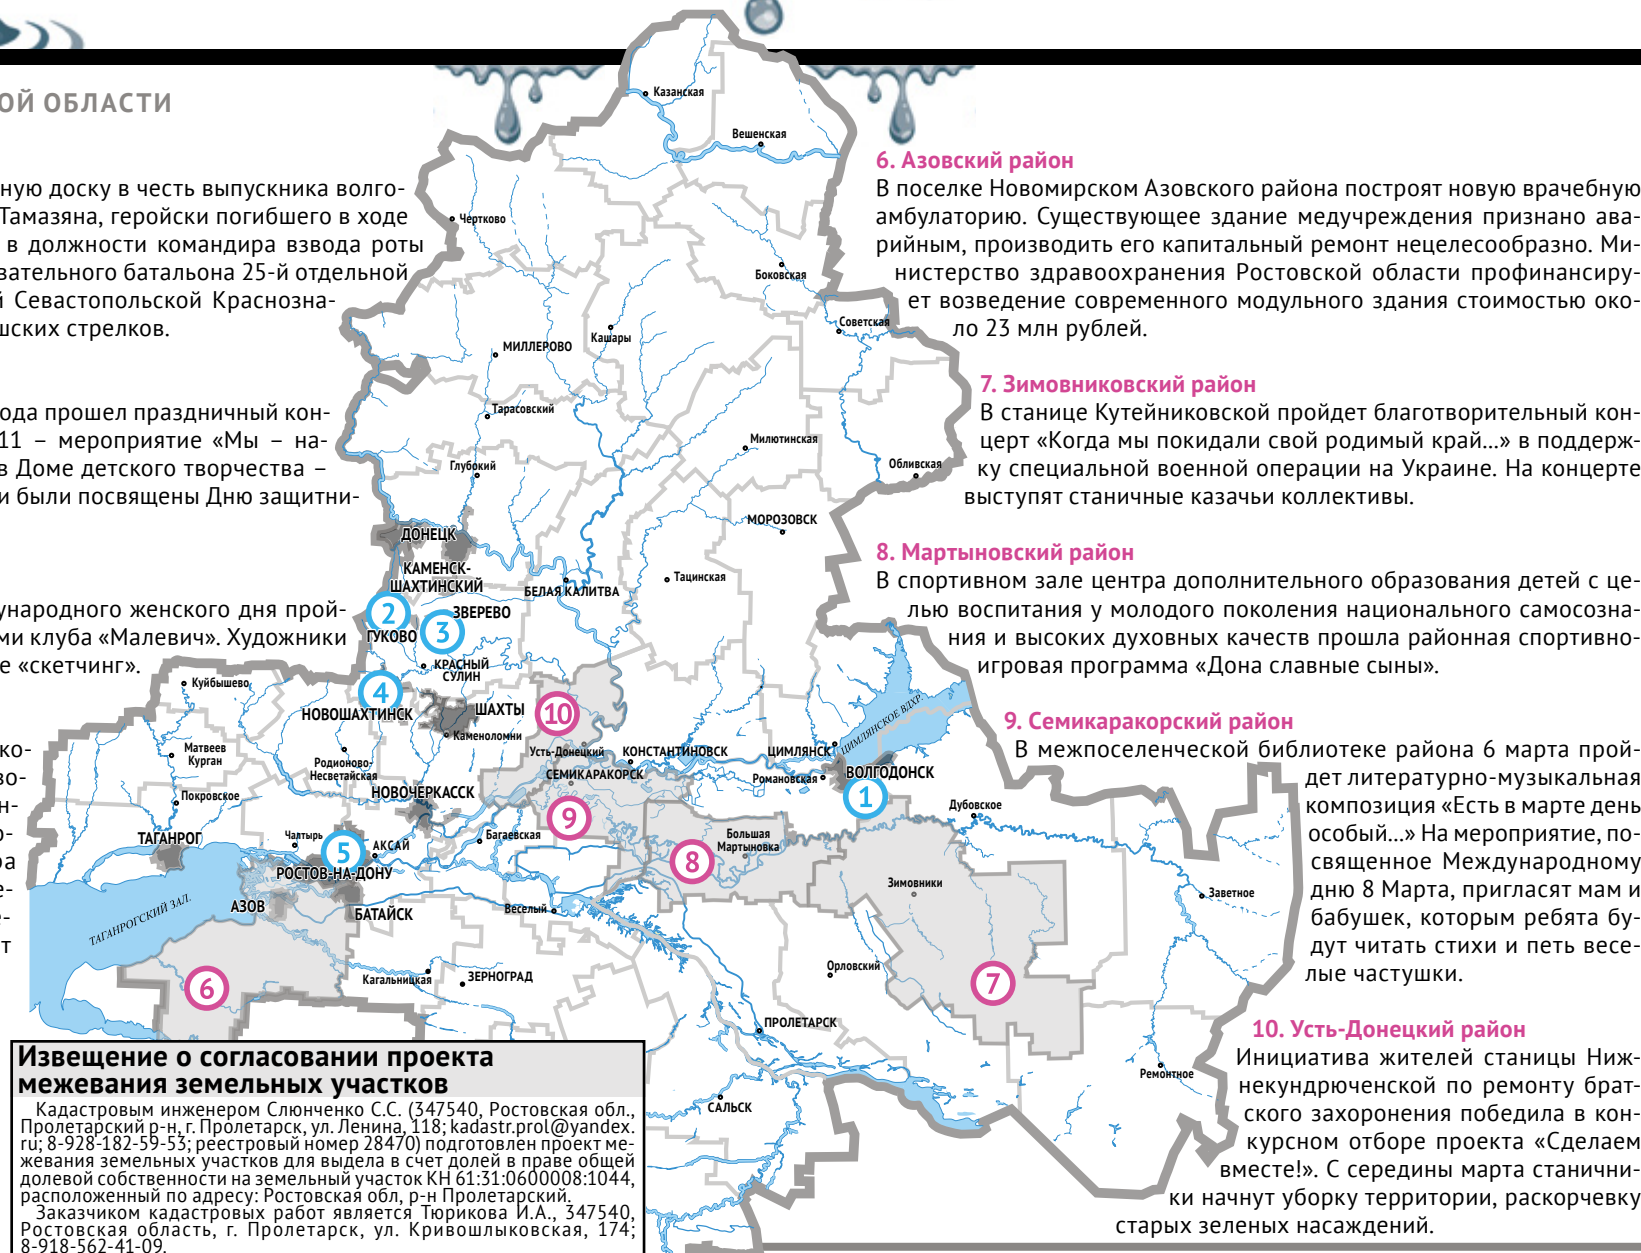 ОЙ ОБЛАСТИ
ную доску в честь выпускника волго-
Тамазяна, геройски погибшего в ходе
в должности командира взвода роты
вательного батальона 25-й отдельной
й Севастопольской Краснозна-
шских стрелков.
ода прошел праздничный кон-
11 – мероприятие «Мы – на-
в Доме детского творчества –
и были посвящены Дню защитни-
ународного женского дня прой-
ми клуба «Малевич». Художники
е «скетчинг».
ко-
во-
н-
о-
ра
е-
е-
т
Казанская
Вешенская
Чертково
Боковская
Советская
Кашары
МИЛЛЕРОВО
Тарасовский
Милютинская
Глубокий
Обливская
МОРОЗОВСК
ДОНЕЦК
КАМЕНСК-
ШАХТИНСКИЙ
БЕЛАЯ КАЛИТВА
Тацинская
2
ЗВЕРЕВО
3
ГУКОВО
КРАСНЫЙ
СУЛИН
4
Куйбышево
НОВОШАХТИНСК
ШАХТЫ
10
Каменоломни
Матвеев
Курган
Родионово-
Несветайская
Усть-Донецкий
КОНСТАНТИНОВСК
ЦИМЛЯНСК
ЦИМЛЯНСКОЕ ВДХР.
СЕМИКАРАКОРСК
Романовская
ВОЛГОДОНСК
1
Покровское
НОВОЧЕРКАССК
9
Дубовское
ТАГАНРОГ
Чалтырь
5
АКСАЙ
Багаевская
Большая
Мартыновка
8
РОСТОВ-НА-ДОНУ
Зимовники
Заветное
АЗОВ
БАТАЙСК
Веселый
ТАГАНРОГСКИЙ ЗАЛ.
Орловский
6
Кагальницкая
ЗЕРНОГРАД
7
ПРОЛЕТАРСК
Ремонтное
САЛЬСК
6. Азовский район
В поселке Новомирском Азовского района построят новую врачебную
амбулаторию. Существующее здание медучреждения признано ава-
рийным, производить его капитальный ремонт нецелесообразно. Ми-
нистерство здравоохранения Ростовской области профинансиру-
ет возведение современного модульного здания стоимостью око-
ло 23 млн рублей.
7. Зимовниковский район
В станице Кутейниковской пройдет благотворительный кон-
церт «Когда мы покидали свой родимый край...» в поддерж-
ку специальной военной операции на Украине. На концерте
выступят станичные казачьи коллективы.
8. Мартыновский район
В спортивном зале центра дополнительного образования детей с це-
лью воспитания у молодого поколения национального самосозна-
ния и высоких духовных качеств прошла районная спортивно-
игровая программа «Дона славные сыны».
9. Семикаракорский район
В межпоселенческой библиотеке района 6 марта прой-
дет литературно-музыкальная
композиция «Есть в марте день
особый...» На мероприятие, по-
священное Международному
дню 8 Марта, пригласят мам и
бабушек, которым ребята бу-
дут читать стихи и петь весе-
лые частушки.
10. Усть-Донецкий район
Инициатива жителей станицы Ниж-
некундрюченской по ремонту брат-
ского захоронения победила в кон-
курсном отборе проекта «Сделаем
вместе!». С середины марта станични-
ки начнут уборку территории, раскорчевку
старых зеленых насаждений.
Извещение о согласовании проекта
межевания земельных участков
Кадастровым инженером Слюнченко С.С. (347540, Ростовская обл.,
Пролетарский р-н, г. Пролетарск, ул. Ленина, 118; kadastr.prol@yandex.
ru; 8-928-182-59-53; реестровый номер 28470) подготовлен проект ме-
жевания земельных участков для выдела в счет долей в праве общей
долевой собственности на земельный участок КН 61:31:0600008:1044,
расположенный по адресу: Ростовская обл, р-н Пролетарский.
Заказчиком кадастровых работ является Тюрикова И.А., 347540,
Ростовская область, г. Пролетарск, ул. Кривошлыковская, 174;
8-918-562-41-09.